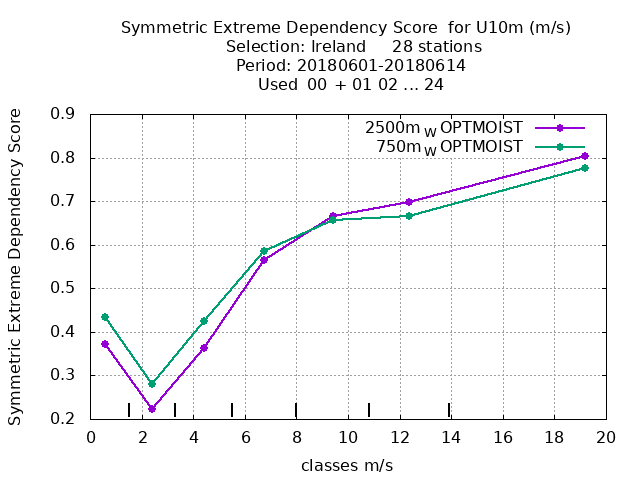 Symmetric Extreme Dependency Score  for U10m (m/s)
Selection: Ireland     28 stations
Period: 20180601-20180614
Used  00 + 01 02 ... 24
Symmetric Extreme Dependency Score
0.9
0.8
0.7
0.6
0.5
0.4
0.3
0.2
2500m W OPTMOIST
750m W OPTMOIST
0 2 4 6 8 10 12 14 16 18 20
classes m/s